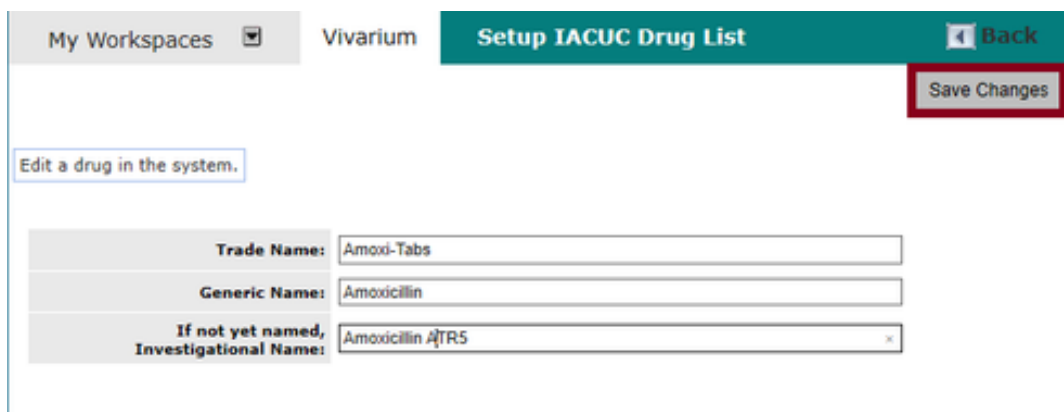 My Workspaces Vivarium Setup IACUC Drug List Back
Save Changes
Edit a drug in the system.
Trade Name: Amoxi-Tabs
Generic Name: Amoxicillin
If not yet named,
Investigational Name: Amoxicillin ATR5